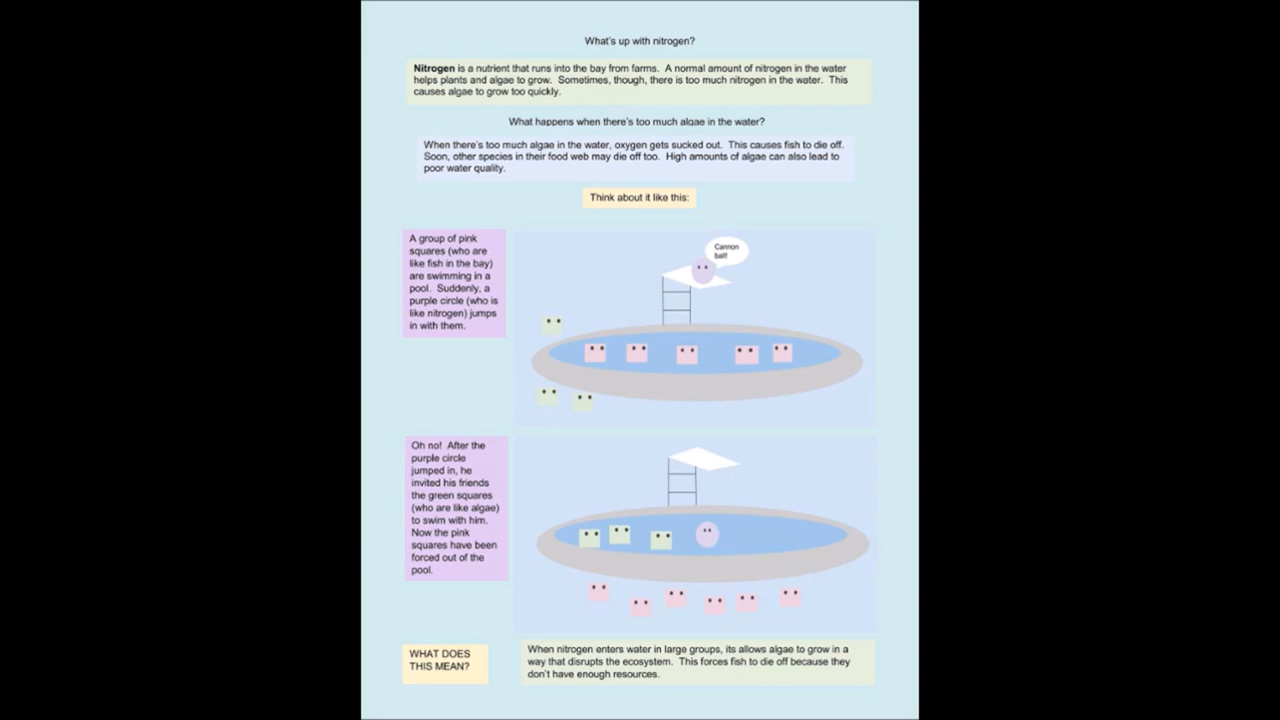 What's up with nitrogen?
Nitrogen is a nutrient that runs into the bay from farms. A normal amount of nitrogen in the water
helps plants and algae to grow. Sometimes, though, there is too much nitrogen in the water. This
causes algae to grow too quickly.
What happens when there's too much algae in the water?
When there's too much algae in the water, oxygen gets sucked out. This causes fish to die off.
Soon, other species in their food web may die off too. High amounts of algae can also lead to
poor water quality.
Think about it like this:
A group of pink
squares (who are
like fish in the bay)
are swimming in a
pool. Suddenly, a
purple circle (who is
like nitrogen) jumps
in with them.
Cannon
ball!
Oh no! After the
purple circle
jumped in, he
invited his friends
the green squares
(who are like algae)
to swim with him.
Now the pink
squares have been
forced out of the
pool.
WHAT DOES
THIS MEAN?
When nitrogen enters water in large groups, its allows algae to grow in a
way that disrupts the ecosystem. This forces fish to die off because they
don't have enough resources.